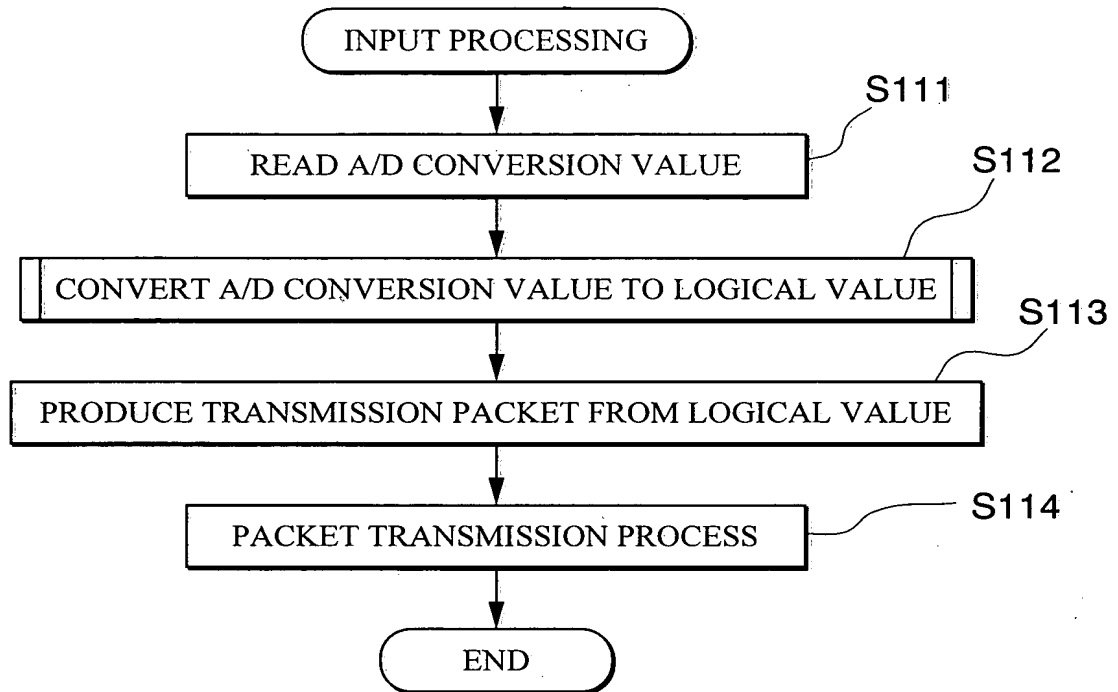 INPUT PROCESSING
S111
READ A/D CONVERSION VALUE
S112
CONVERT A/D CONVERSION VALUE TO LOGICAL VALUE
S113
PRODUCE TRANSMISSION PACKET FROM LOGICAL VALUE
S114
PACKET TRANSMISSION PROCESS
END